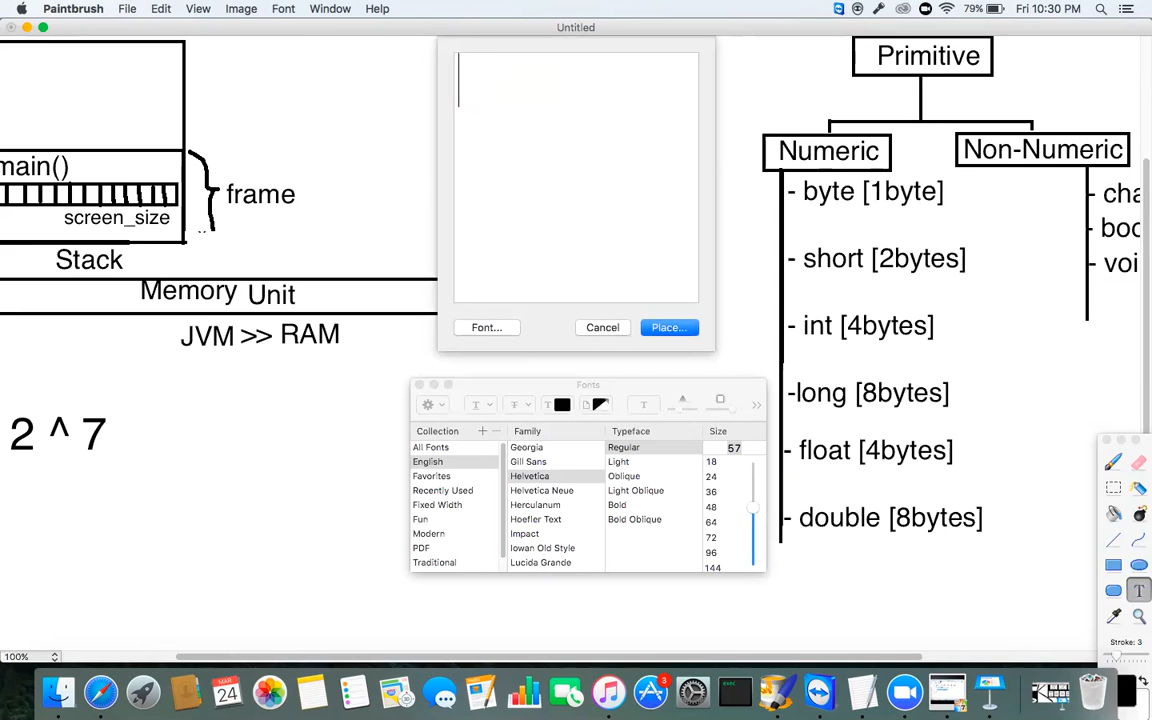 Paintbrush File Edit View Image Font Window Help 79% Fri 10:30 PM
Untitled
Primitive
Numeric
Non-Numeric
- byte [1byte]
- short [2bytes]
- int [4bytes]
-long [8bytes]
- float [4bytes]
- double [8bytes]
- cha
- boo
- voi
main()
screen_size
frame
Stack
Memory Unit
JVM >> RAM
2 ^ 7
Font... Cancel Place...
Fonts
Collection Family Typeface Size
All Fonts Georgia Regular 57
English Gill Sans Light 18
Favorites Helvetica Oblique 24
Recently Used Helvetica Neue Light Oblique 36
Fixed Width Herculanum Bold 48
Fun Hoefler Text Bold Oblique 64
Modern Impact 72
PDF Iowan Old Style 96
Traditional Lucida Grande 144
Stroke: 3
100%
MAR
24
3
exec